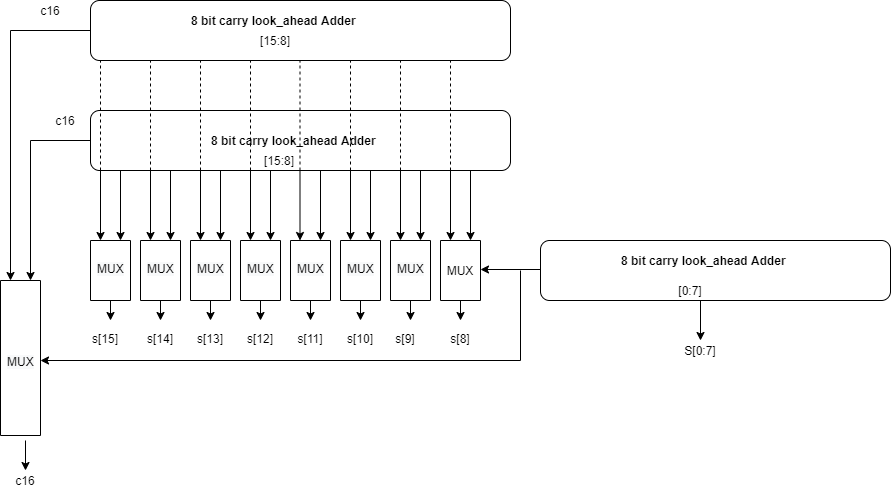 c16
8 bit carry look_ahead Adder
[15:8]
c16
8 bit carry look_ahead Adder
[15:8]
MUX
MUX
MUX
MUX
MUX
MUX
MUX
MUX
8 bit carry look_ahead Adder
[0:7]
s[15]
s[14]
s[13]
s[12]
s[11]
s[10]
s[9]
s[8]
S[0:7]
MUX
c16